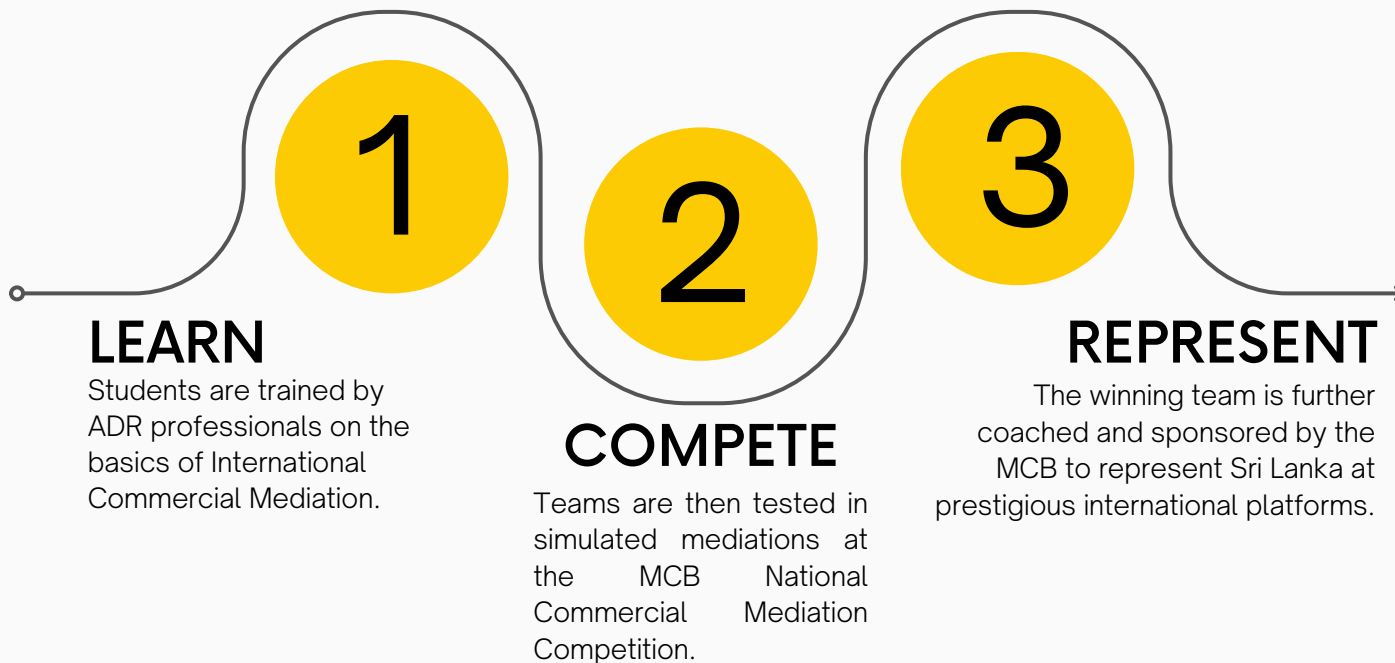 1
LEARN
Students are trained by
ADR professionals on the
basics of International
Commercial Mediation.
2
COMPETE
Teams are then tested in
simulated mediations at
the MCB National
Commercial Mediation
Competition.
3
REPRESENT
The winning team is further
coached and sponsored by the
MCB to represent Sri Lanka at
prestigious international platforms.